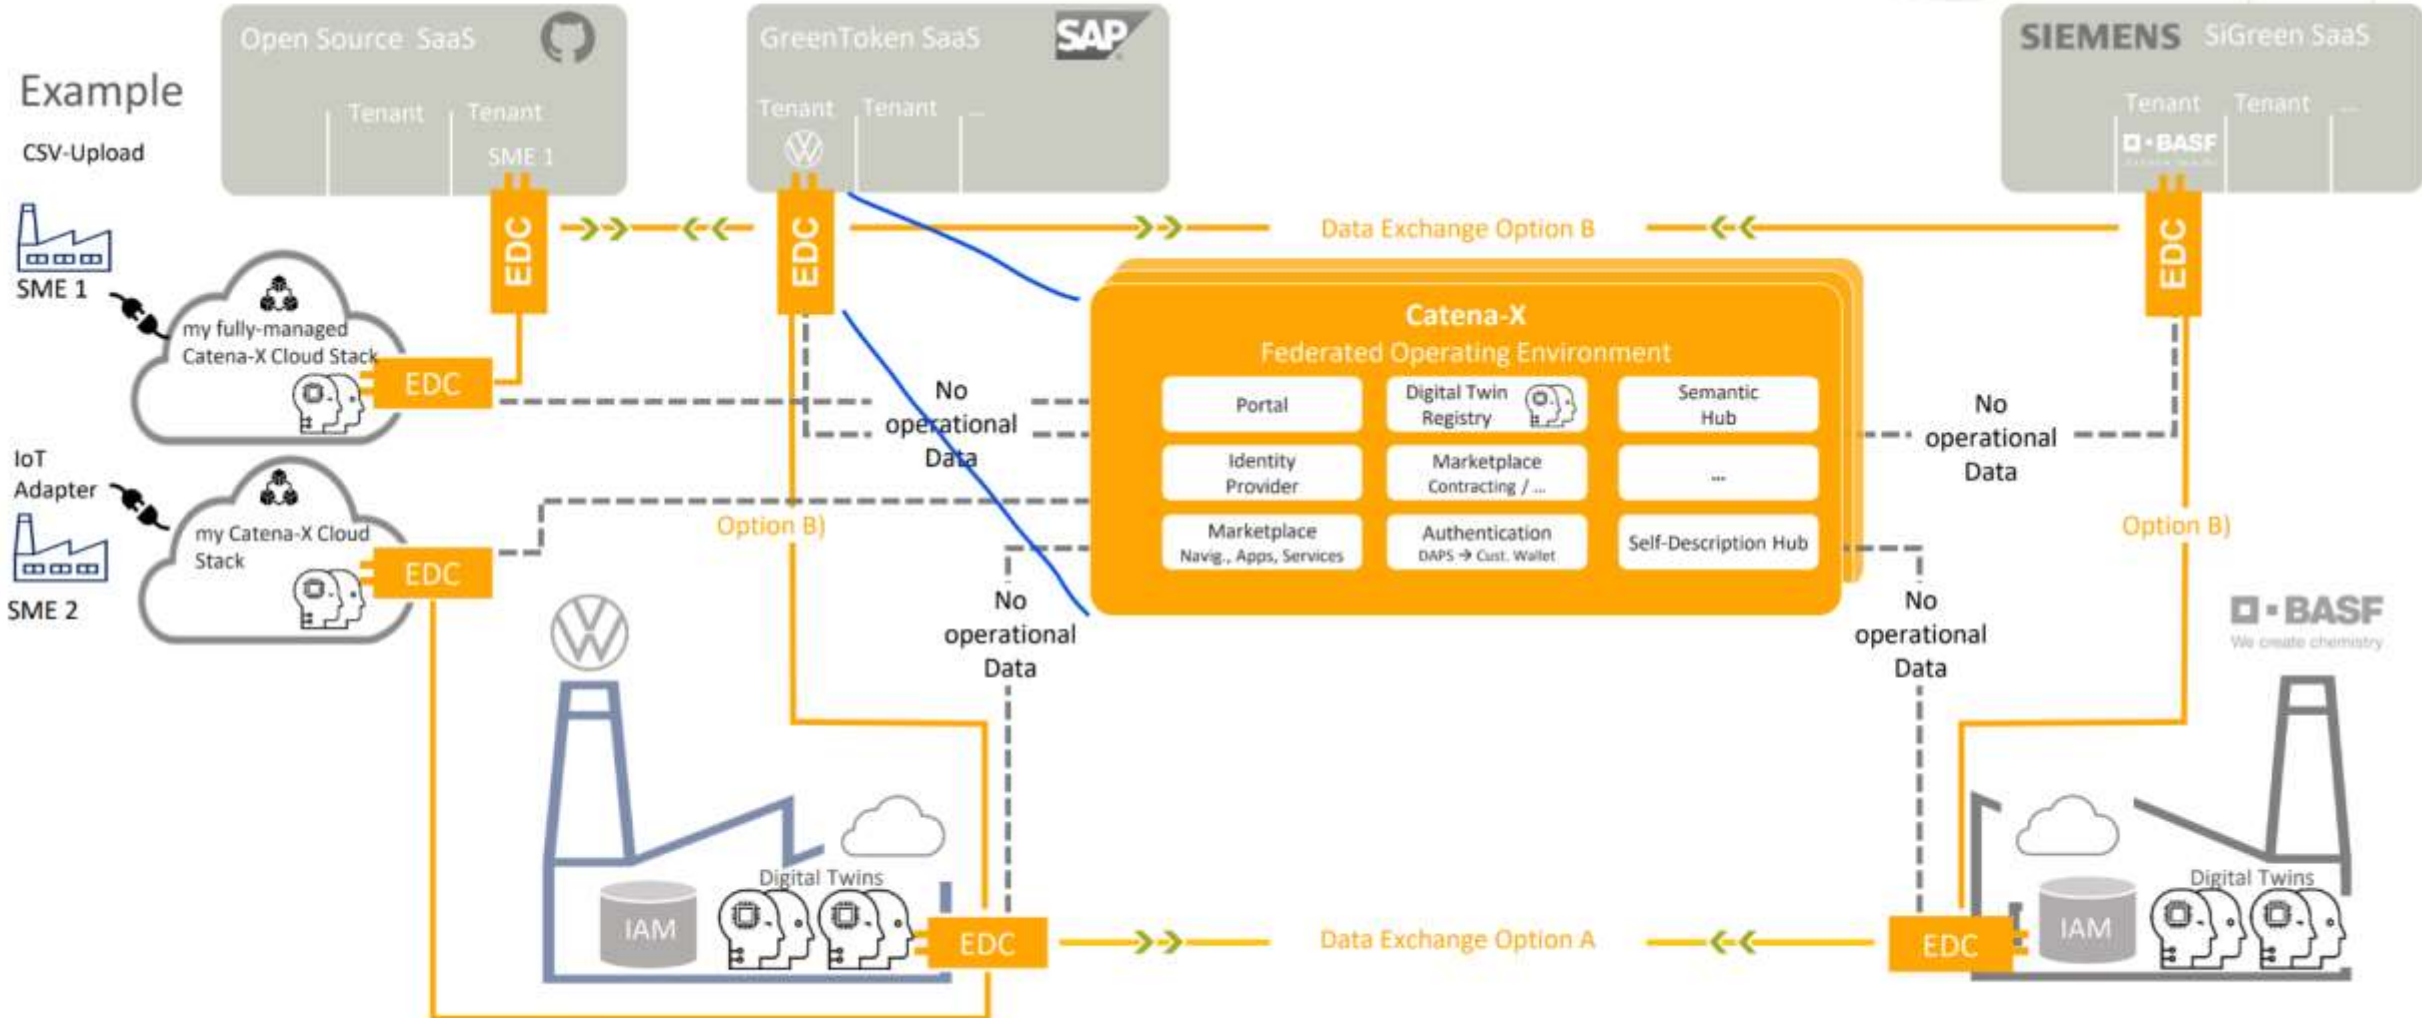 Open Source SaaS
Tenant
Tenant
SME 1
GreenToken SaaS
SAP
Tenant
Tenant
...
SIEMENS
SiGreen SaaS
Tenant
Tenant
...
BASF
Example
CSV-Upload
SME 1
my fully-managed
Catena-X Cloud Stack
EDC
EDC
EDC
EDC
Data Exchange Option B
Catena-X
Federated Operating Environment
Portal
Digital Twin
Registry
Semantic
Hub
Identity
Provider
Marketplace
Contracting / ...
...
Marketplace
Navig., Apps, Services
Authentication
DAPS → Cust. Wallet
Self-Description Hub
No
operational
Data
No
operational
Data
IoT
Adapter
my Catena-X Cloud
Stack
EDC
SME 2
Option B)
Option B)
No
operational
Data
No
operational
Data
BASF
We create chemistry
Digital Twins
IAM
EDC
Data Exchange Option A
EDC
IAM
Digital Twins